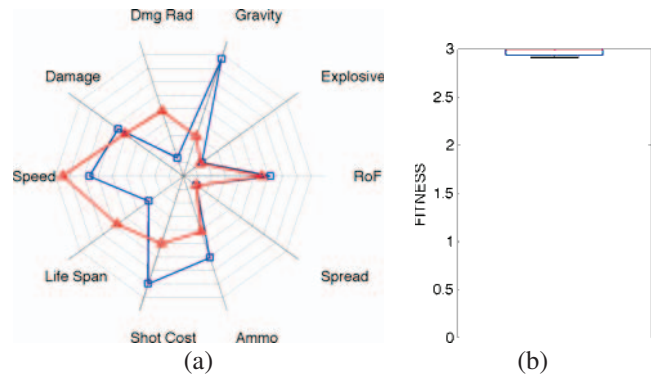 Dmg Rad
Gravity
Damage
Explosive
Speed
RoF
Life Span
Spread
Shot Cost
Ammo
(a)
3
2.5
2
1.5
1
0.5
0
FITNESS
(b)